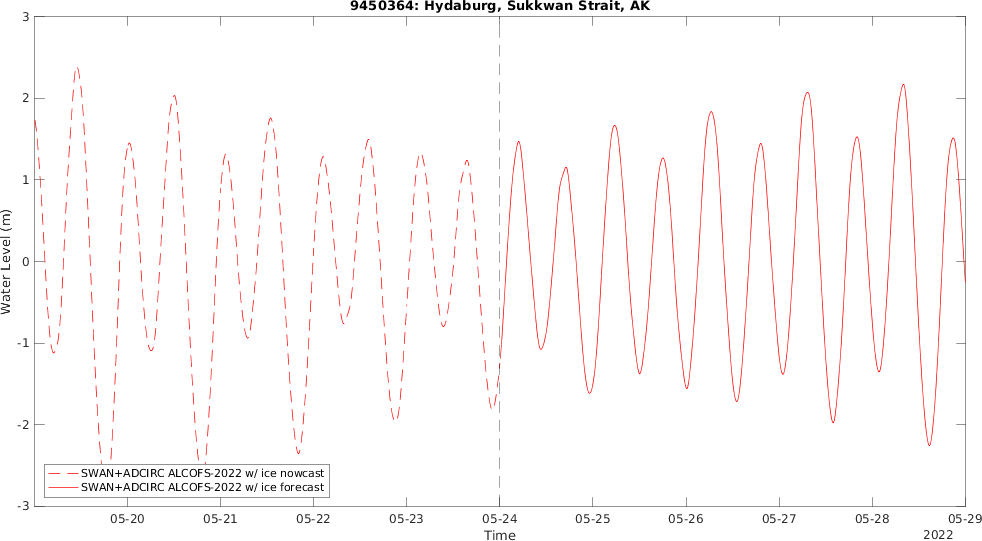 9450364: Hydaburg, Sukkwan Strait, AK
3
2
1
0
-1
-2
-3
Water Level (m)
SWAN+ADCIRC ALCOFS-2022 w/ ice nowcast
SWAN+ADCIRC ALCOFS-2022 w/ ice forecast
05-20 05-21 05-22 05-23 05-24 05-25 05-26 05-27 05-28 05-29
Time
2022